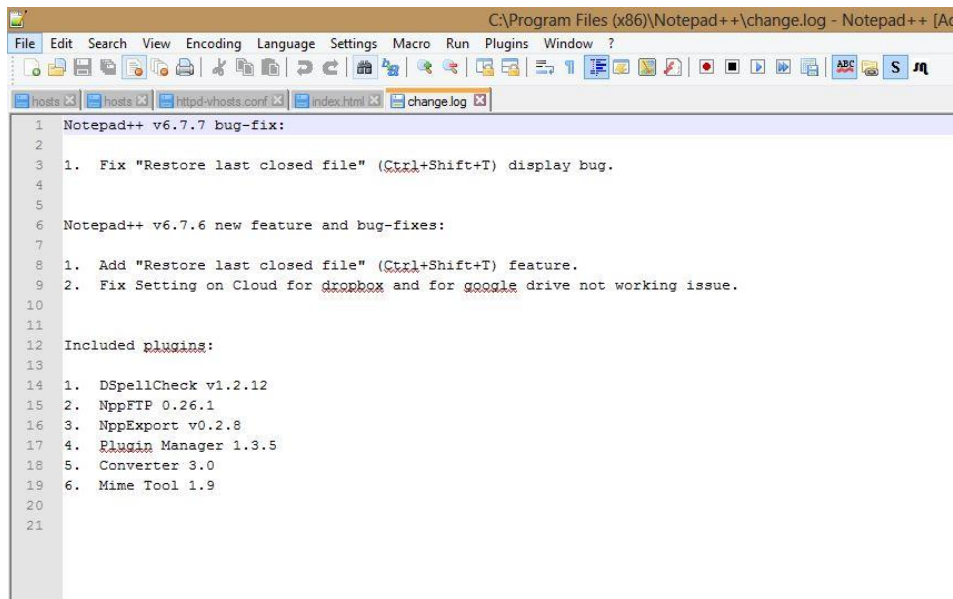 C:\Program Files (x86)\Notepad++\change.log - Notepad++ [Ad
File Edit Search View Encoding Language Settings Macro Run Plugins Window ?
ABC S
hosts hosts httpd-vhosts.conf index.html change.log
1 Notepad++ v6.7.7 bug-fix:
2
3 1. Fix "Restore last closed file" (Ctrl+Shift+T) display bug.
4
5
6 Notepad++ v6.7.6 new feature and bug-fixes:
7
8 1. Add "Restore last closed file" (Ctrl+Shift+T) feature.
9 2. Fix Setting on Cloud for dropbox and for google drive not working issue.
10
11
12 Included plugins:
13
14 1. DSpellCheck v1.2.12
15 2. NppFTP 0.26.1
16 3. NppExport v0.2.8
17 4. Plugin Manager 1.3.5
18 5. Converter 3.0
19 6. Mime Tool 1.9
20
21